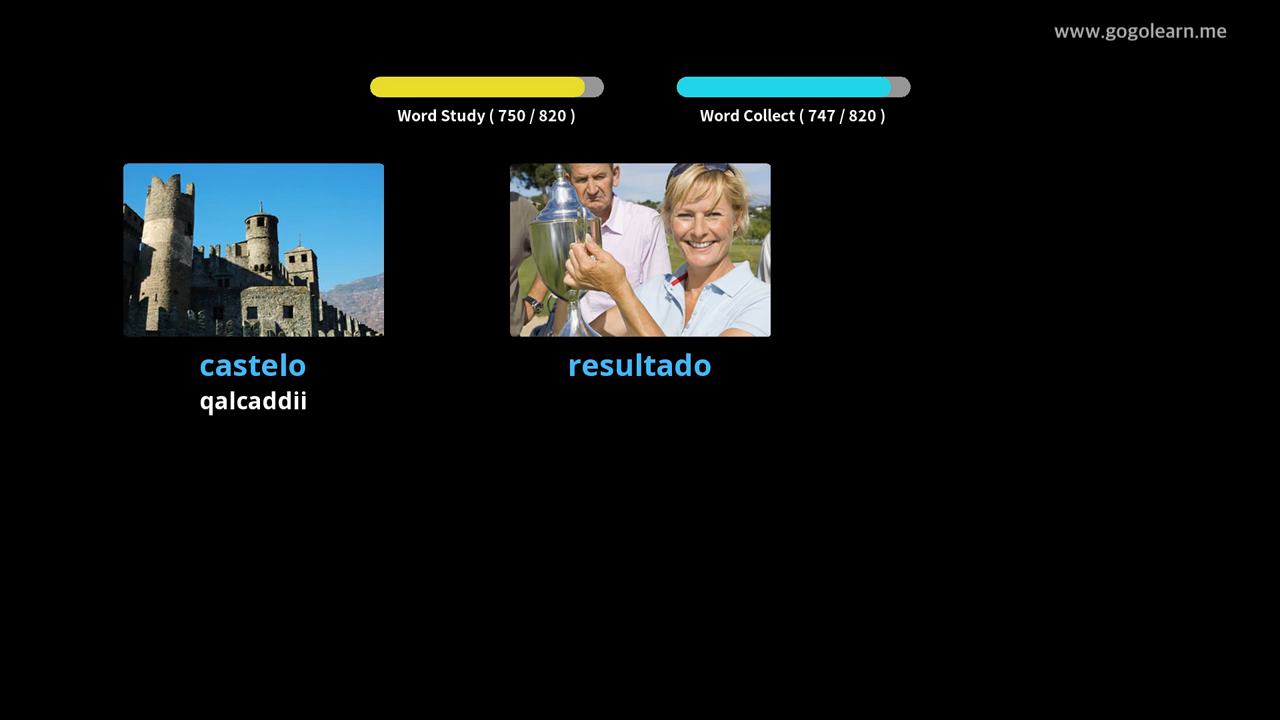 www.gogolearn.me
Word Study ( 750 / 820 )
Word Collect ( 747 / 820 )
castelo
resultado
qalcaddii